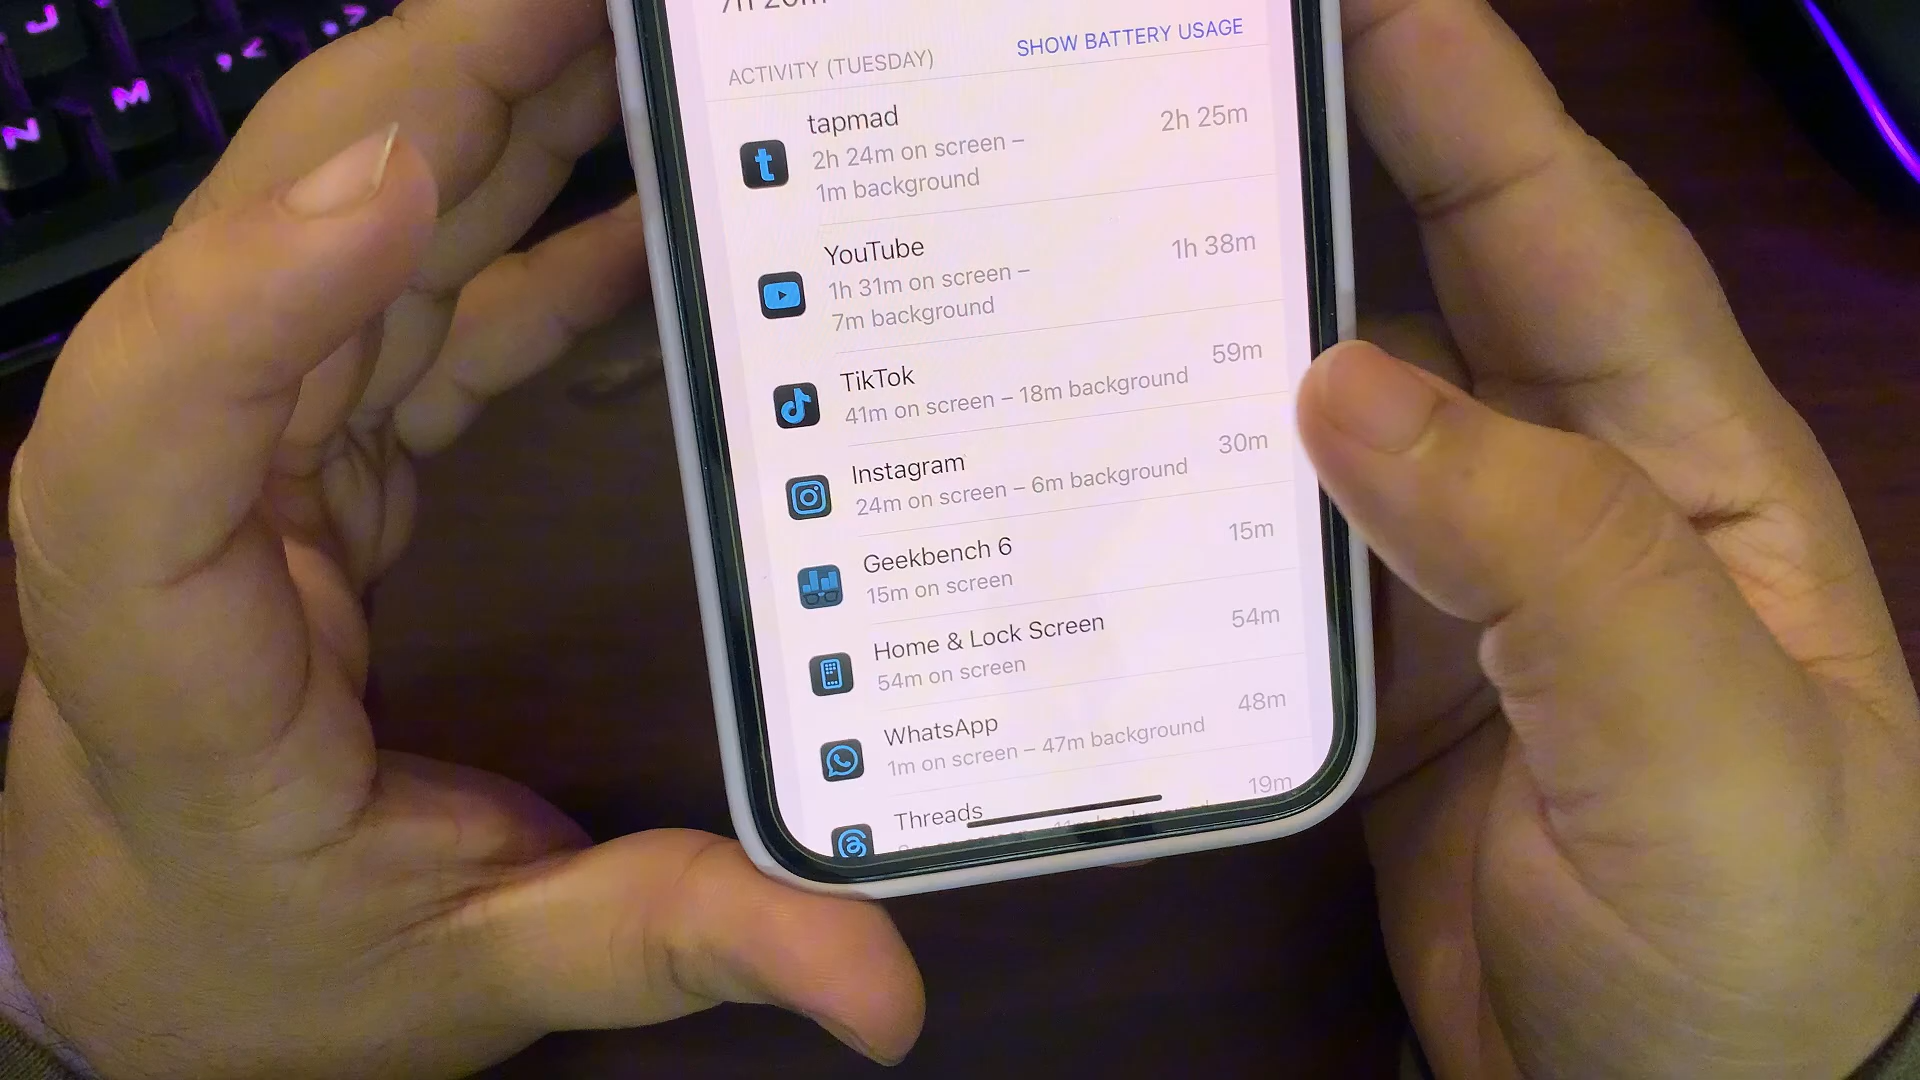 ACTIVITY (TUESDAY)
SHOW BATTERY USAGE
tapmad
2h 24m on screen –
1m background
2h 25m
YouTube
1h 31m on screen –
7m background
1h 38m
TikTok
41m on screen – 18m background
59m
Instagram
24m on screen – 6m background
30m
Geekbench 6
15m on screen
15m
Home & Lock Screen
54m on screen
54m
WhatsApp
1m on screen – 47m background
48m
Threads
19m
J
M
N